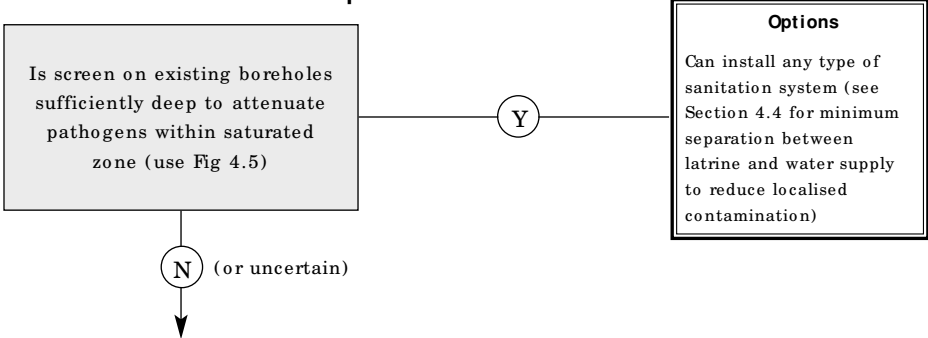 Is screen on existing boreholes
sufficiently deep to attenuate
pathogens within saturated
zone (use Fig 4.5)
Y
Options
Can install any type of
sanitation system (see
Section 4.4 for minimum
separation between
latrine and water supply
to reduce localised
contamination)
N (or uncertain)